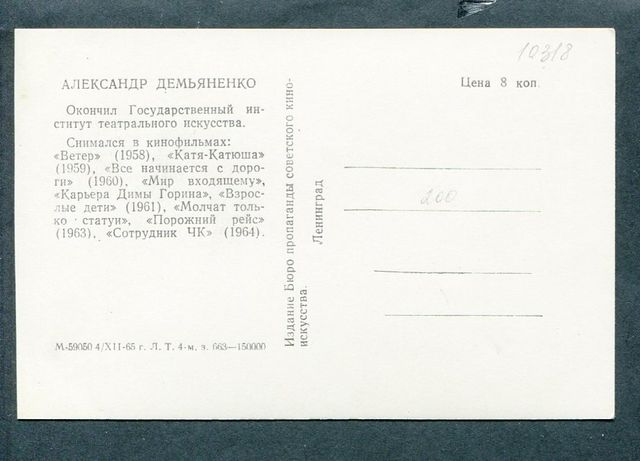 10318
АЛЕКСАНДР ДЕМЬЯНЕНКО
Окончил Государственный ин-
ститут театрального искусства.
Снимался в кинофильмах:
«Ветер» (1958), «Катя-Катюша»
(1959), «Все начинается с доро-
ги» (1960), «Мир входящему»,
«Карьера Димы Горина», «Взрос-
лые дети» (1961), «Молчат толь-
ко статуи», «Порожний рейс»
(1963), «Сотрудник ЧК» (1964).
М-59050 4/XII-65 г. Л. Т. 4-м. з. 663—150000
Издание Бюро пропаганды советского кино-
искусства.
Ленинград
Цена 8 коп.
200